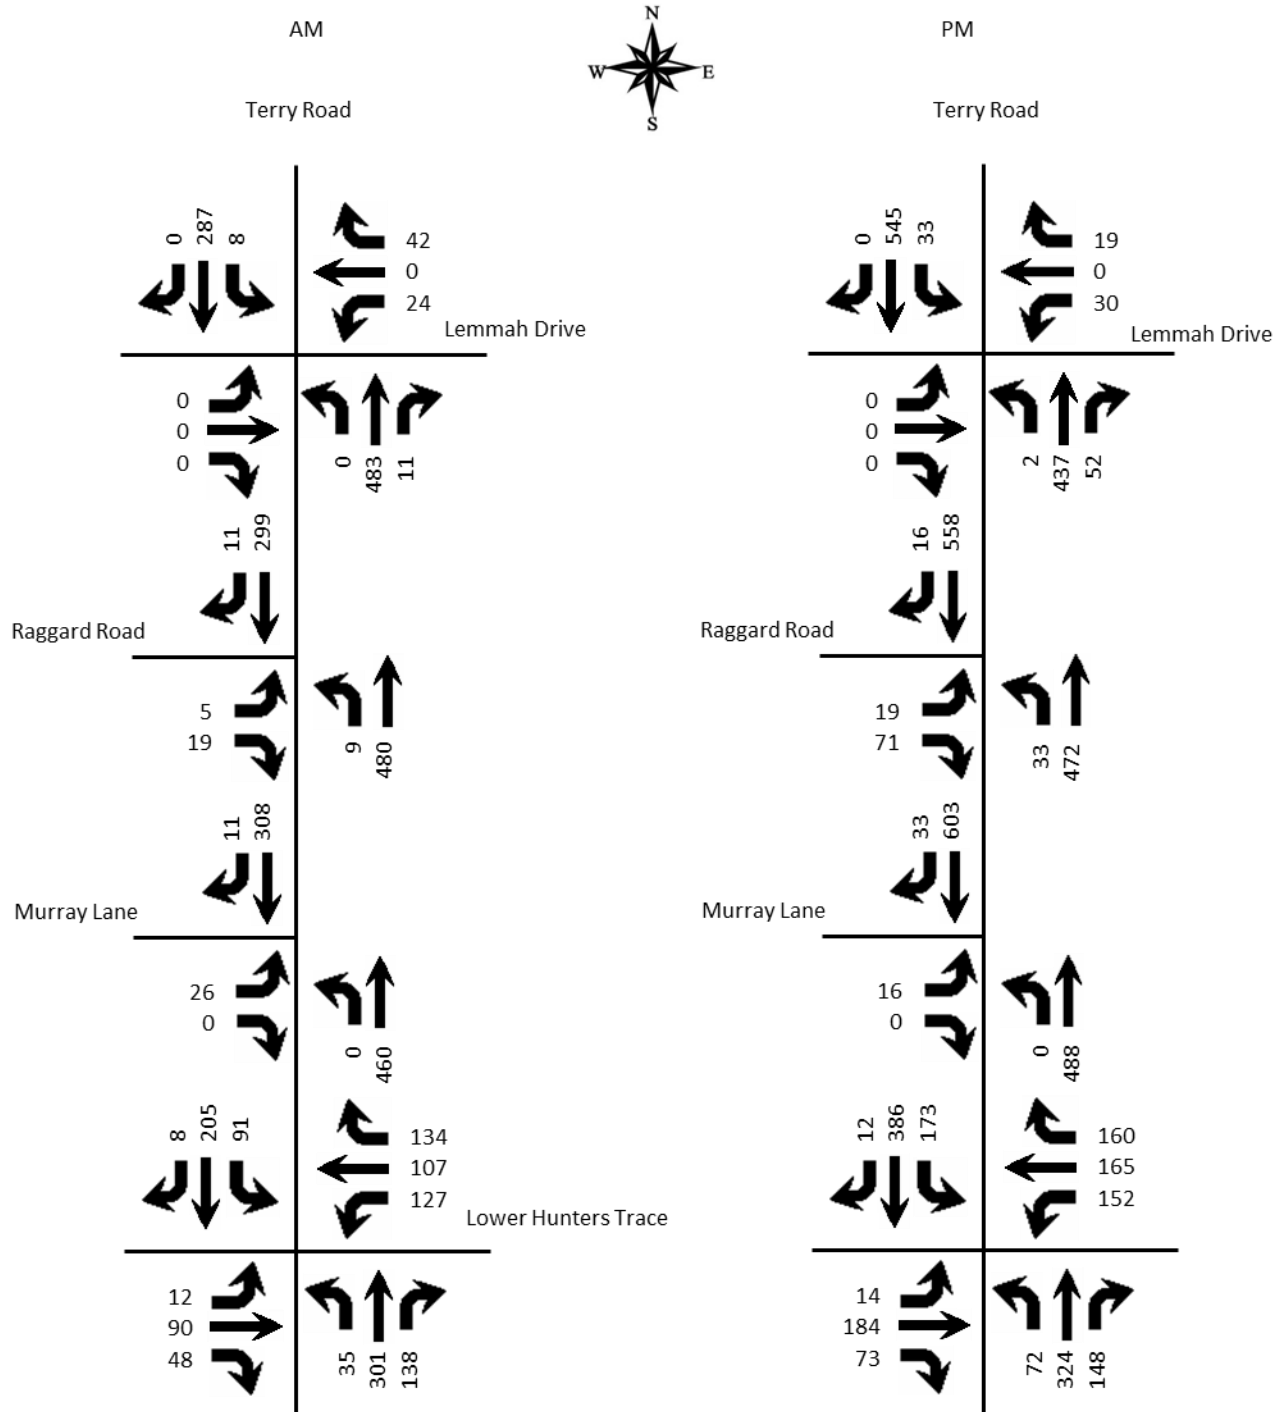 AM
N
W E
S
PM
Terry Road
Terry Road
0 287 8
42
0
24
Lemmah Drive
0
0
0
0 483 11
11 299
Raggard Road
5
19
9 480
11 308
Murray Lane
26
0
0 460
8 205 91
134
107
127
Lower Hunters Trace
12
90
48
35 301 138
0 545 33
19
0
30
Lemmah Drive
0
0
0
2 437 52
16 558
Raggard Road
19
71
33 472
33 603
Murray Lane
16
0
0 488
12 386 173
160
165
152
14
184
73
72 324 148